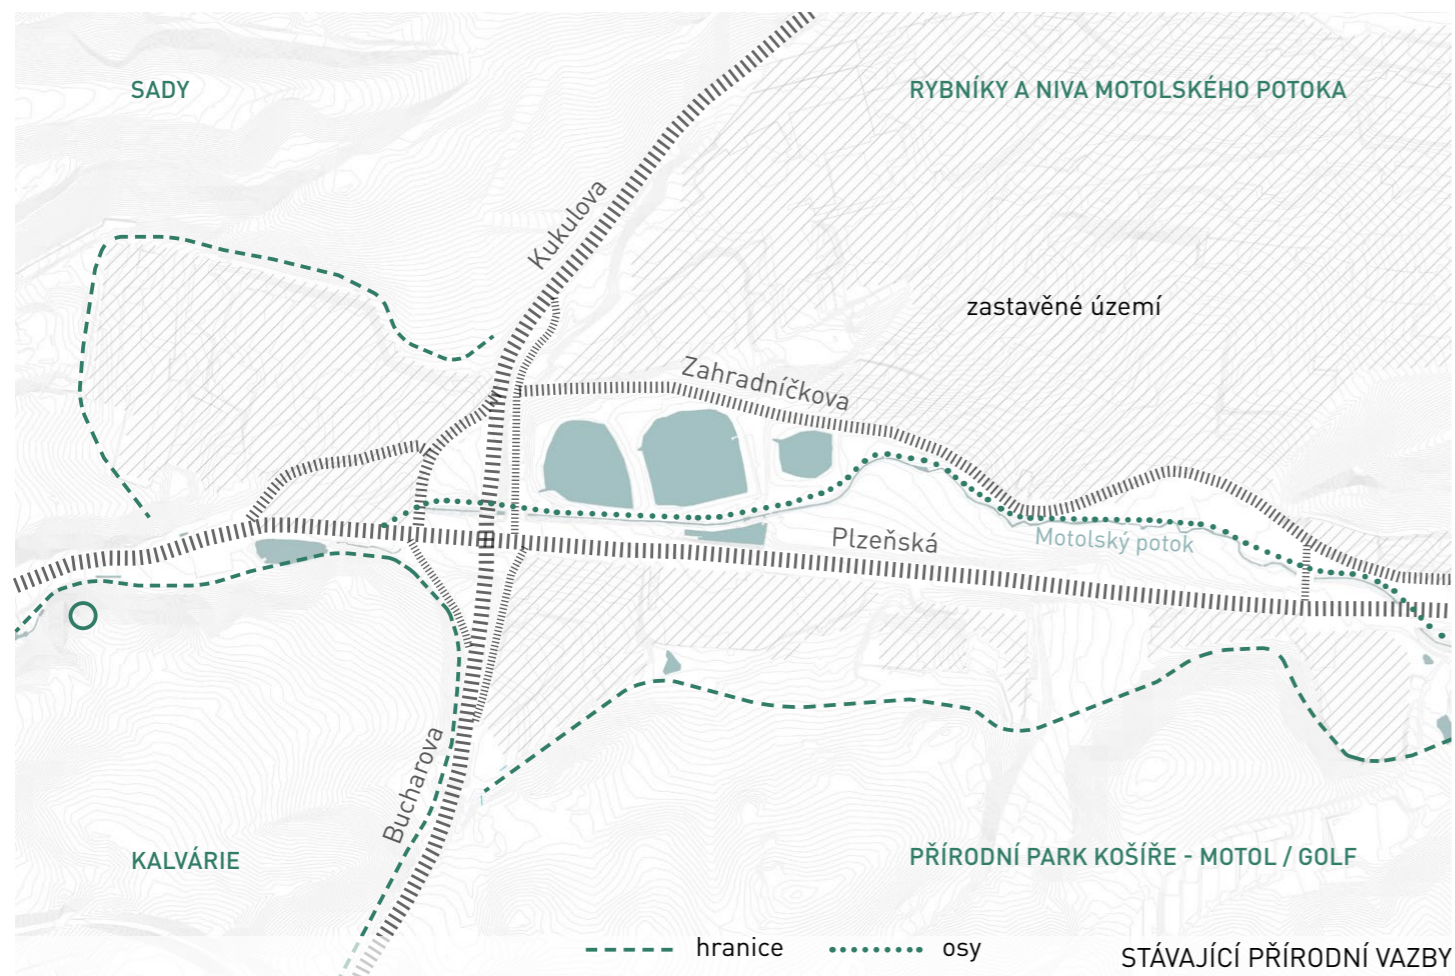 SADY
RYBNÍKY A NIVA MOTOLSKÉHO POTOKA
Kukulova
zastavěné území
Zahradníčkova
Plzeňská
Motolský potok
Bucharova
KALVÁRIE
PŘÍRODNÍ PARK KOŠÍŘE - MOTOL / GOLF
hranice
osy
STÁVAJÍCÍ PŘÍRODNÍ VAZBY